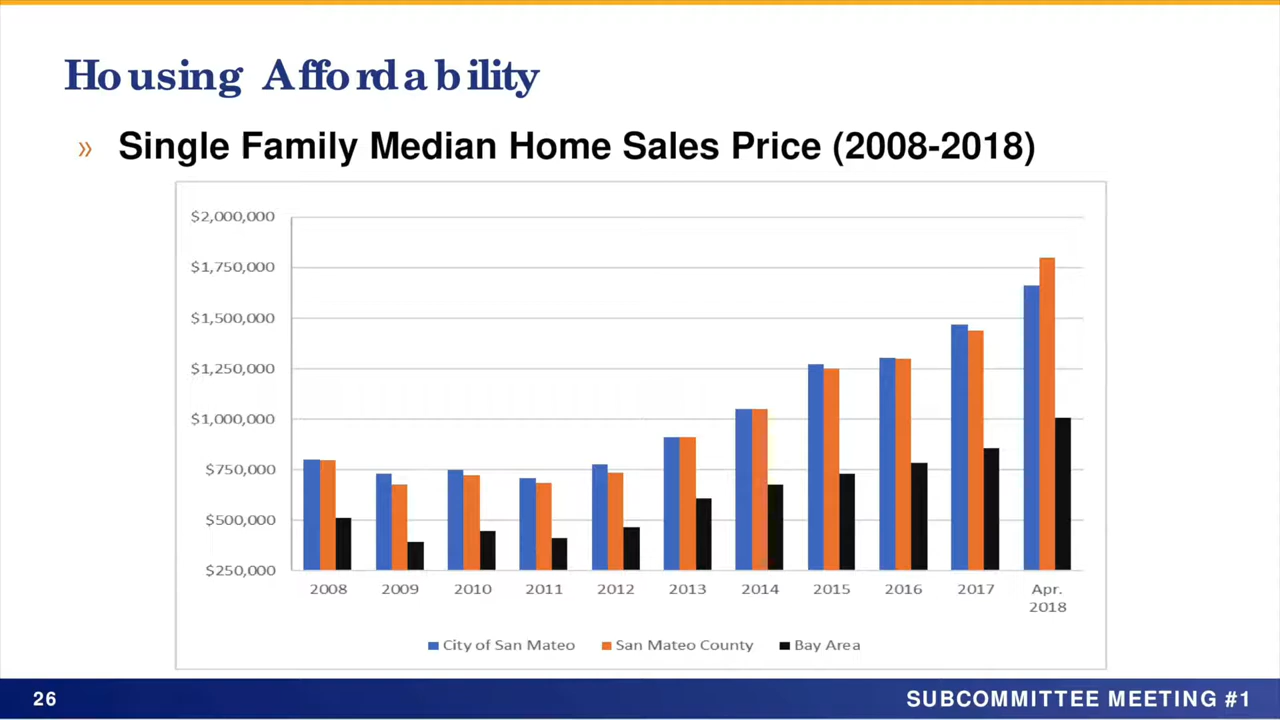 Housing Affordability
» Single Family Median Home Sales Price (2008-2018)
$2,000,000
$1,750,000
$1,500,000
$1,250,000
$1,000,000
$750,000
$500,000
$250,000
2008 2009 2010 2011 2012 2013 2014 2015 2016 2017 Apr.
2018
City of San Mateo San Mateo County Bay Area
26 SUBCOMMITTEE MEETING #1